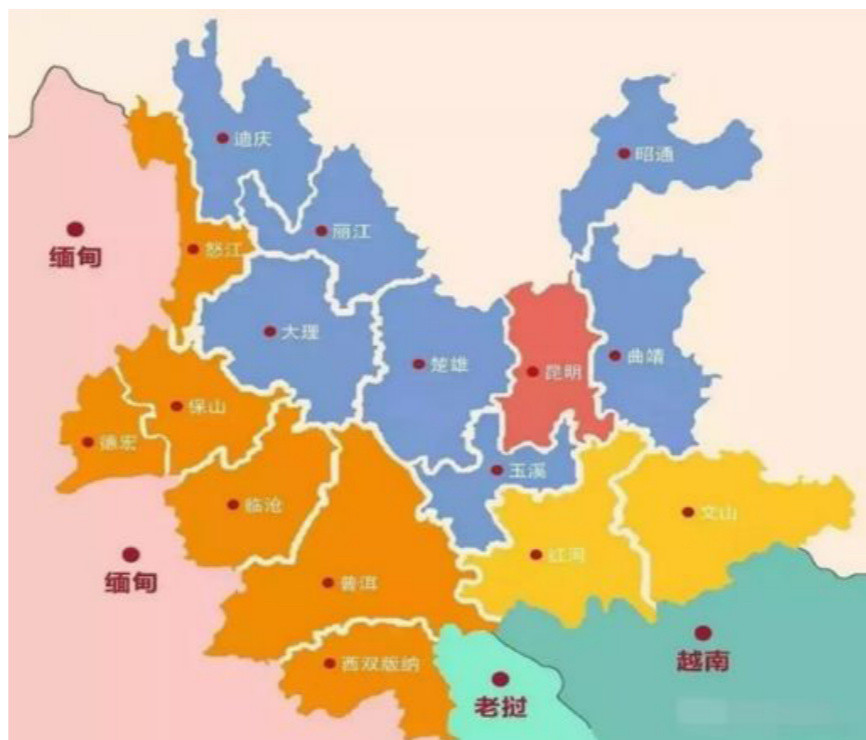 迪庆
昭通
缅甸
丽江
怒江
大理
楚雄
昆明
曲靖
保山
德宏
玉溪
临沧
文山
缅甸
红河
普洱
西双版纳
越南
老挝